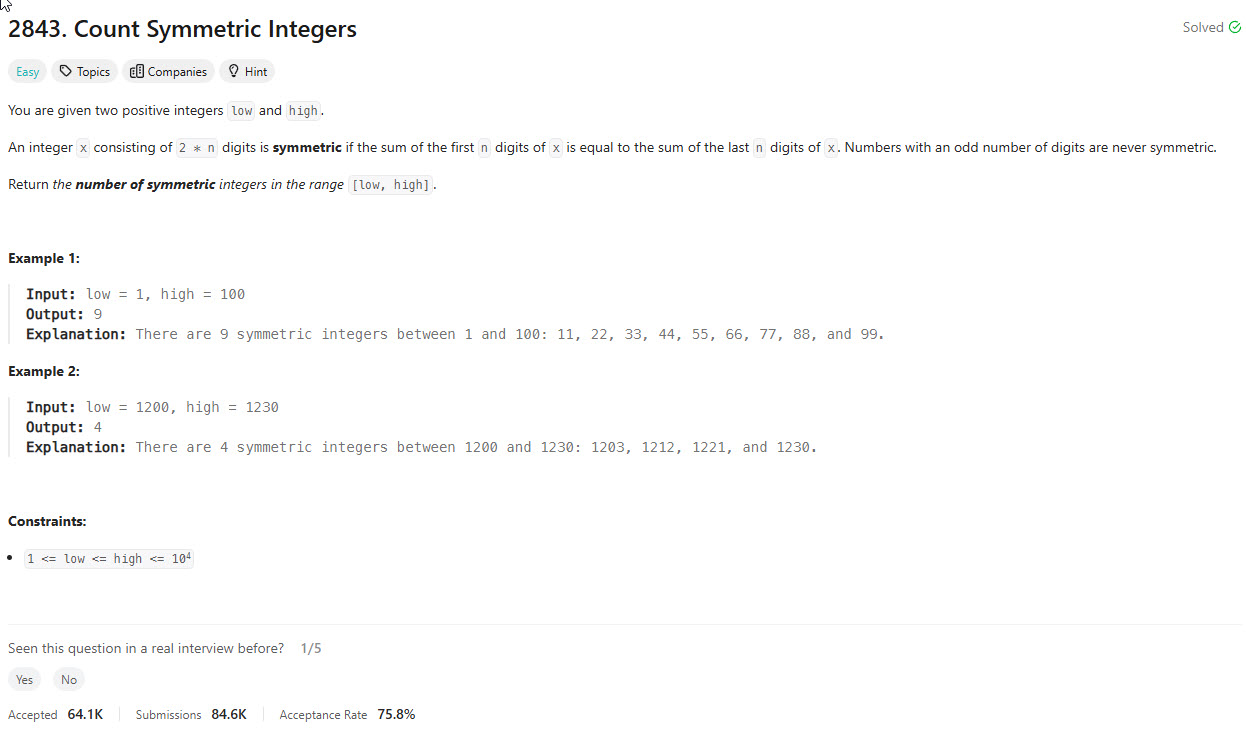 2843. Count Symmetric Integers
Solved
Easy Topics Companies Hint
You are given two positive integers low and high.
An integer x consisting of 2 * n digits is symmetric if the sum of the first n digits of x is equal to the sum of the last n digits of x. Numbers with an odd number of digits are never symmetric.
Return the number of symmetric integers in the range [low, high].
Example 1:
Input: low = 1, high = 100
Output: 9
Explanation: There are 9 symmetric integers between 1 and 100: 11, 22, 33, 44, 55, 66, 77, 88, and 99.
Example 2:
Input: low = 1200, high = 1230
Output: 4
Explanation: There are 4 symmetric integers between 1200 and 1230: 1203, 1212, 1221, and 1230.
Constraints:
• 1 <= low <= high <= 10⁴
Seen this question in a real interview before? 1/5
Yes No
Accepted 64.1K Submissions 84.6K Acceptance Rate 75.8%